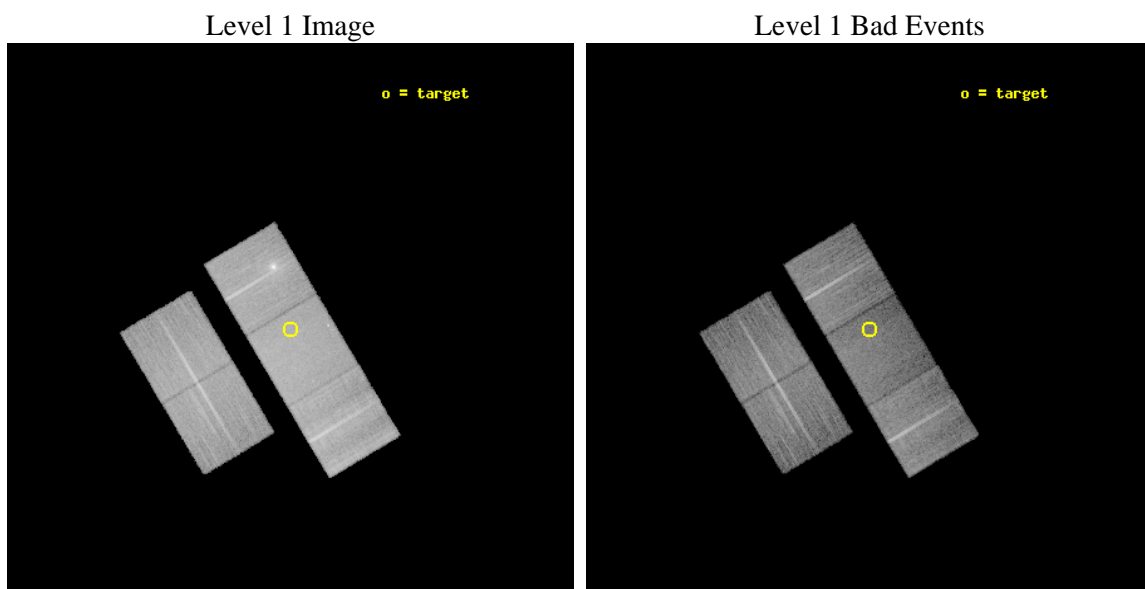 Level 1 Image
Level 1 Bad Events
o = target
o = target